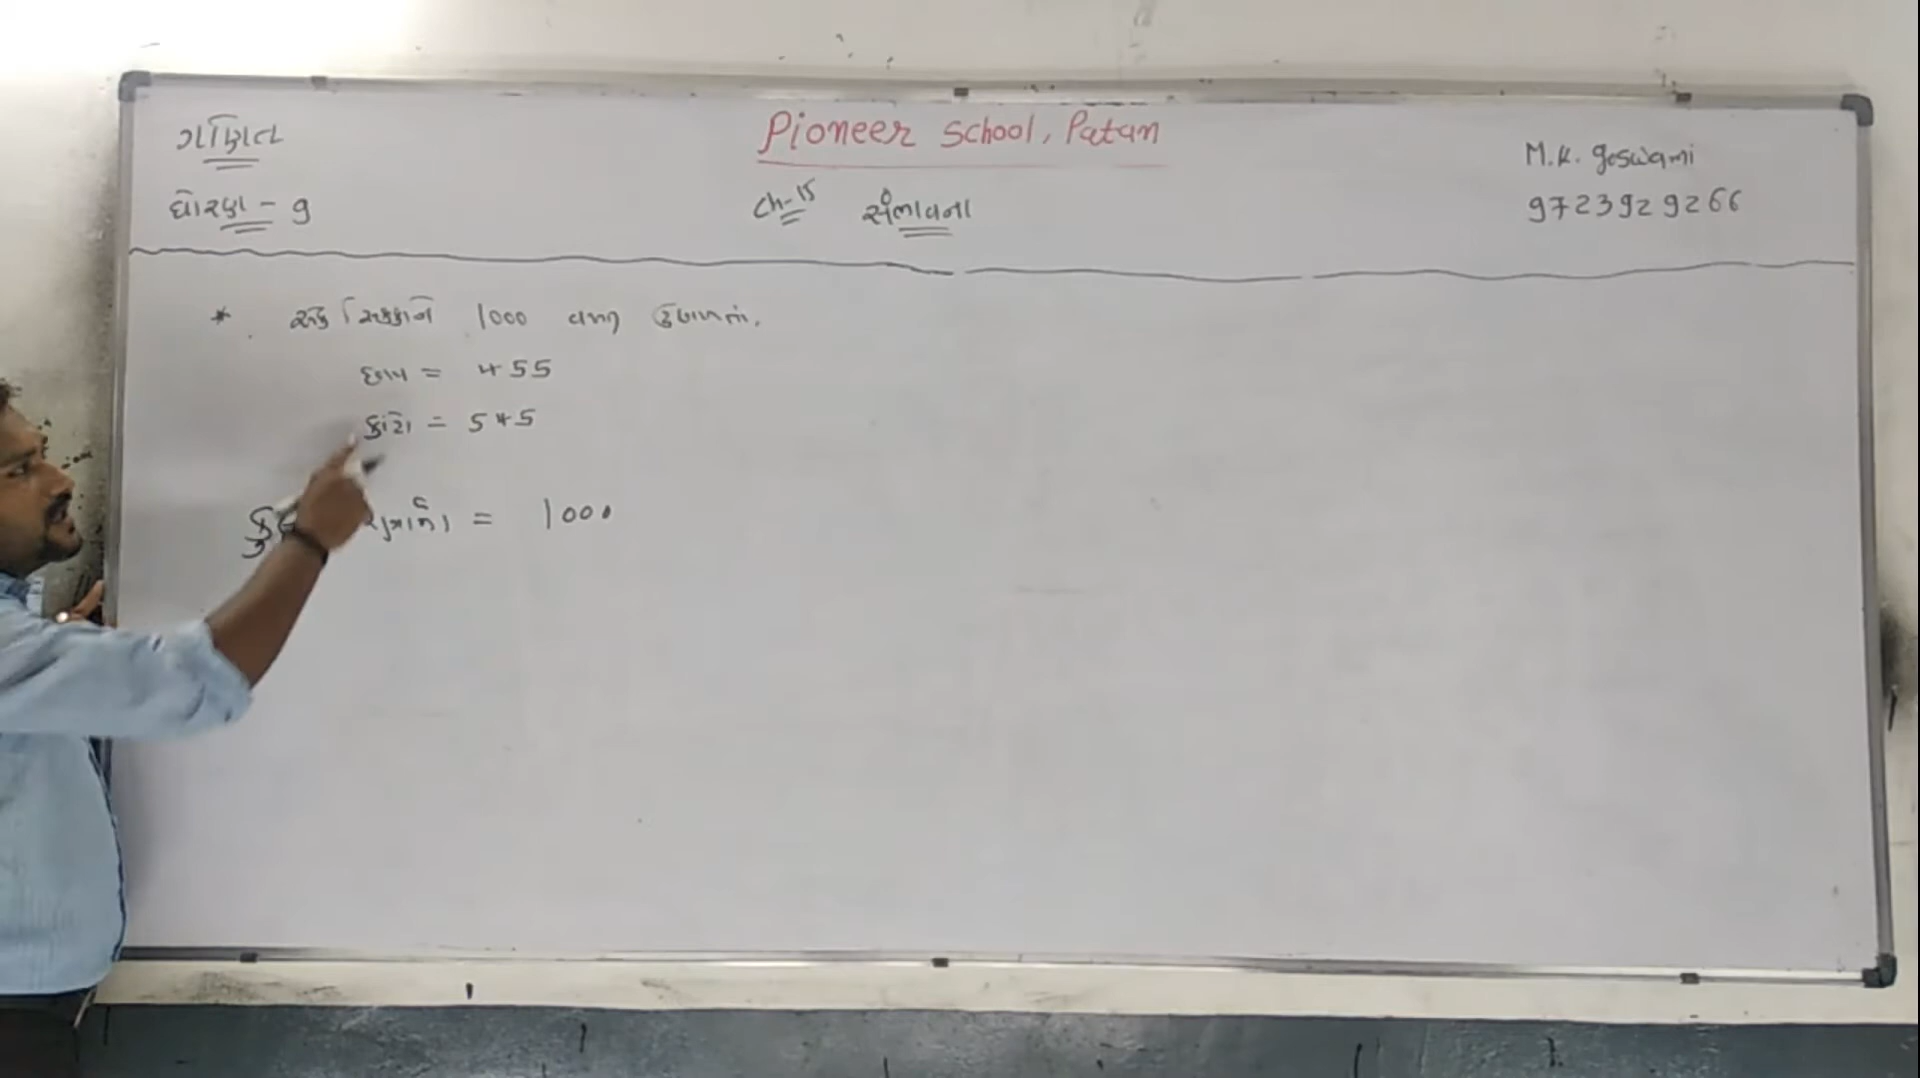 ગણિત
Pioneer School, Patan
M.K. Goswami
ધોરણ - 9
Ch-15 સંભાવના
9723929266
* એક સિક્કાને 1000 વખત ઉછાળતાં.
છાપ = 455
કાંટો = 545
= 1000